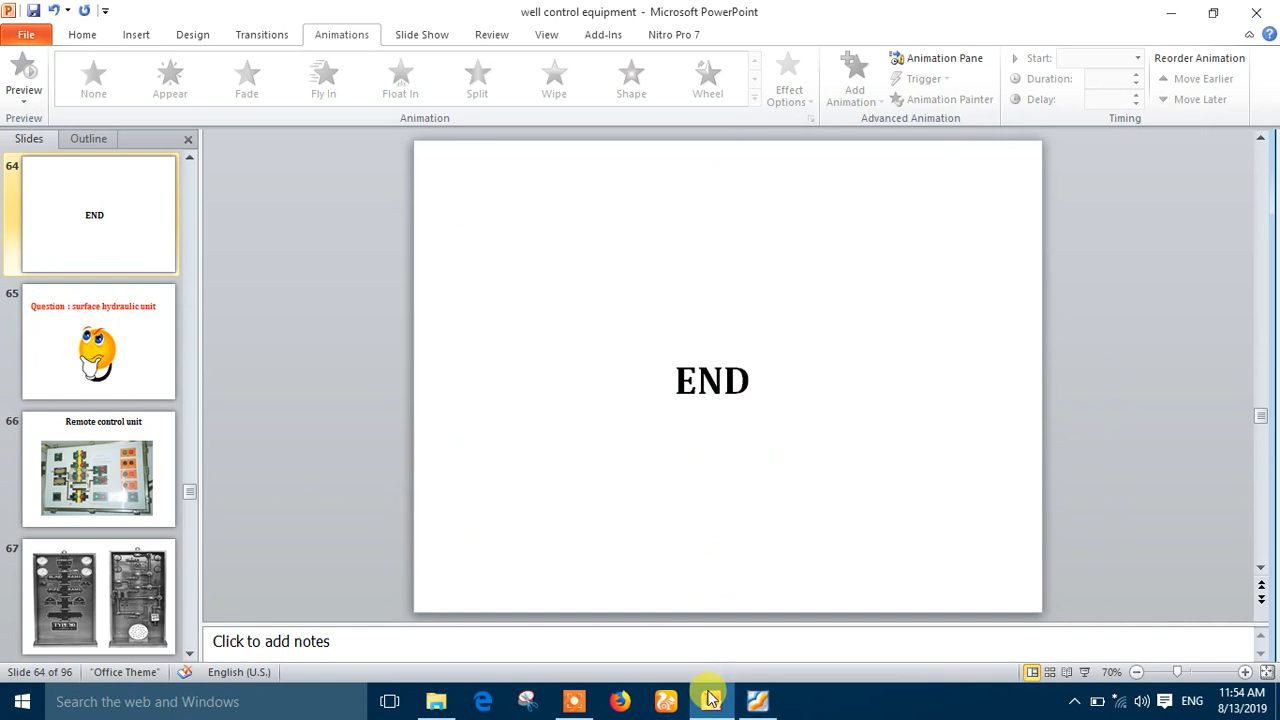 well control equipment - Microsoft PowerPoint
File Home Insert Design Transitions Animations Slide Show Review View Add-Ins Nitro Pro 7
Preview
None Appear Fade Fly In Float In Split Wipe Shape Wheel
Effect Options
Add Animation
Animation Pane
Trigger
Animation Painter
Start:
Duration:
Delay:
Reorder Animation
Move Earlier
Move Later
Preview Animation Advanced Animation Timing
Slides Outline
64
END
65
Question : surface hydraulic unit
66
Remote control unit
67
END
Click to add notes
Slide 64 of 96 "Office Theme" English (U.S.) 70%
Search the web and Windows
ENG
11:54 AM
8/13/2019